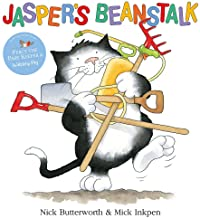 JASPER'S BEANSTALK
Nick Butterworth & Mick Inkpen